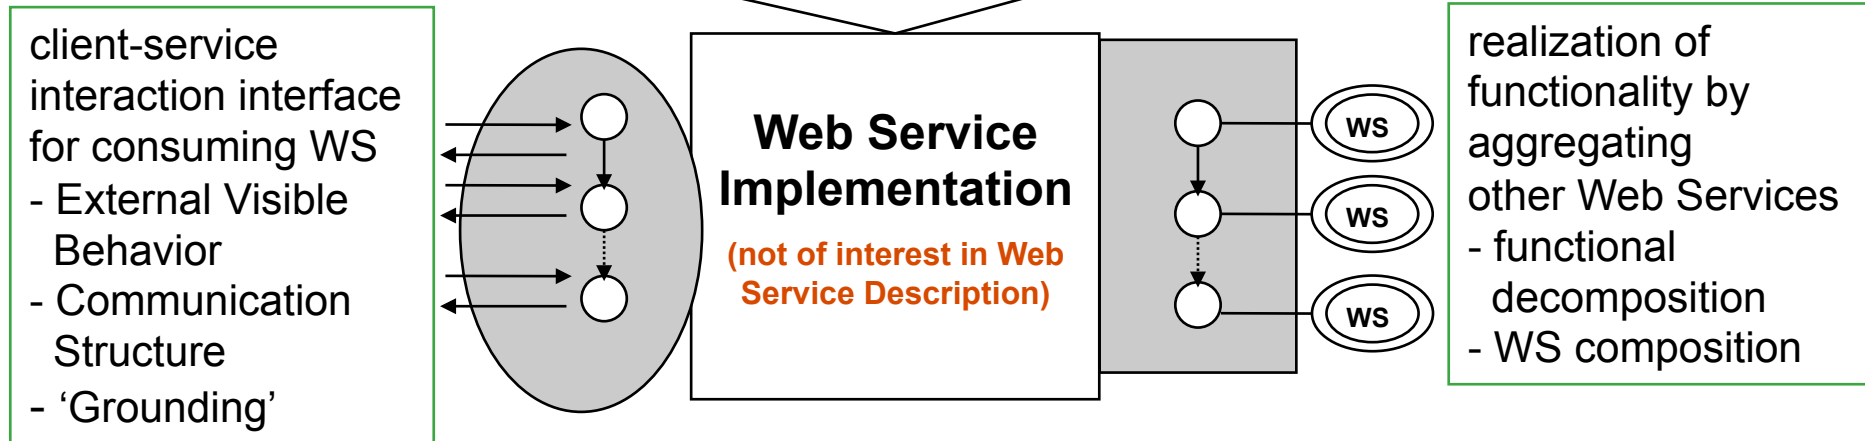 client-service
interaction interface
for consuming WS
- External Visible
Behavior
- Communication
Structure
- ‘Grounding’
Web Service
Implementation
(not of interest in Web
Service Description)
WS
WS
WS
realization of
functionality by
aggregating
other Web Services
- functional
decomposition
- WS composition